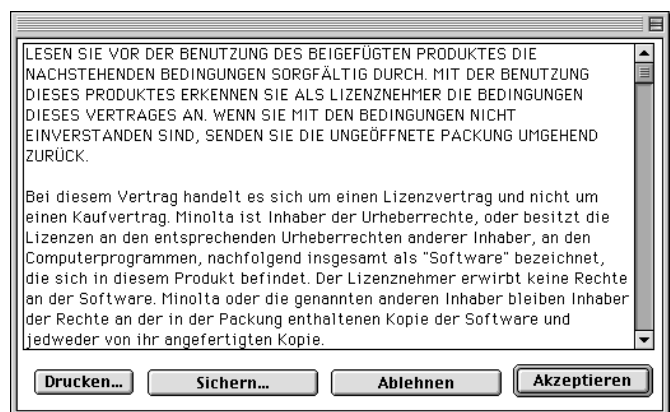 LESEN SIE VOR DER BENUTZUNG DES BEIGEFÜGTEN PRODUKTES DIE
NACHSTEHENDEN BEDINGUNGEN SORGFÄLTIG DURCH. MIT DER BENUTZUNG
DIESES PRODUKTES ERKENNEN SIE ALS LIZENZNEHMER DIE BEDINGUNGEN
DIESES VERTRAGES AN. WENN SIE MIT DEN BEDINGUNGEN NICHT
EINVERSTANDEN SIND, SENDEN SIE DIE UNGEÖFFNETE PACKUNG UMGEHEND
ZURÜCK.
Bei diesem Vertrag handelt es sich um einen Lizenzvertrag und nicht um
einen Kaufvertrag. Minolta ist Inhaber der Urheberrechte, oder besitzt die
Lizenzen an den entsprechenden Urheberrechten anderer Inhaber, an den
Computerprogrammen, nachfolgend insgesamt als "Software" bezeichnet,
die sich in diesem Produkt befindet. Der Lizenznehmer erwirbt keine Rechte
an der Software. Minolta oder die genannten anderen Inhaber bleiben Inhaber
der Rechte an der in der Packung enthaltenen Kopie der Software und
jedweder von ihr angefertigten Kopie.
Drucken... Sichern... Ablehnen Akzeptieren